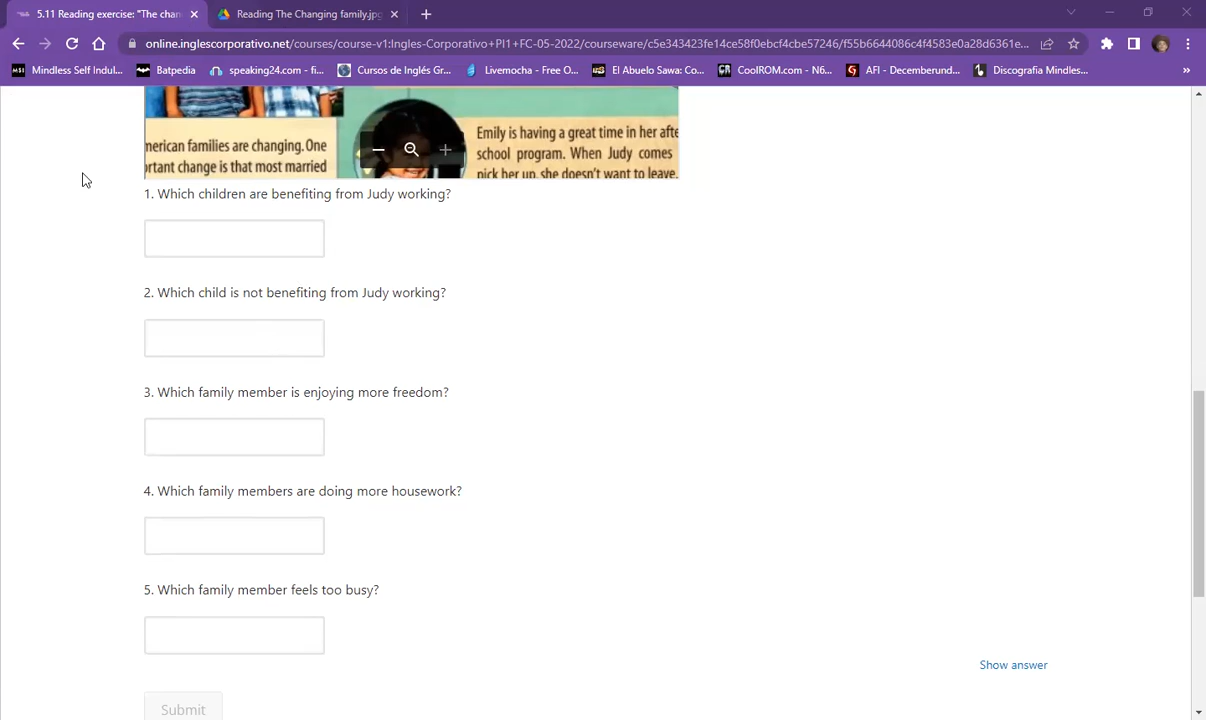 5.11 Reading exercise: "The chan
Reading The Changing family.jpg
online.inglescorporativo.net/courses/course-v1:Ingles-Corporativo+PI1+FC-05-2022/courseware/c5e343423fe14ce58f0ebcf4cbe57246/f55b6644086c4f4583e0a28d6361e...
Mindless Self Indul...
Batpedia
speaking24.com - fi...
Cursos de Inglés Gr...
Livemocha - Free O...
El Abuelo Sawa: Co...
CoolROM.com - N6...
AFI - Decemberund...
Discografia Mindles...
»
nerican families are changing. One
rtant change is that most married
Emily is having a great time in her afte
school program. When Judy comes
pick her up, she doesn't want to leave.
1. Which children are benefiting from Judy working?
2. Which child is not benefiting from Judy working?
3. Which family member is enjoying more freedom?
4. Which family members are doing more housework?
5. Which family member feels too busy?
Show answer
Submit